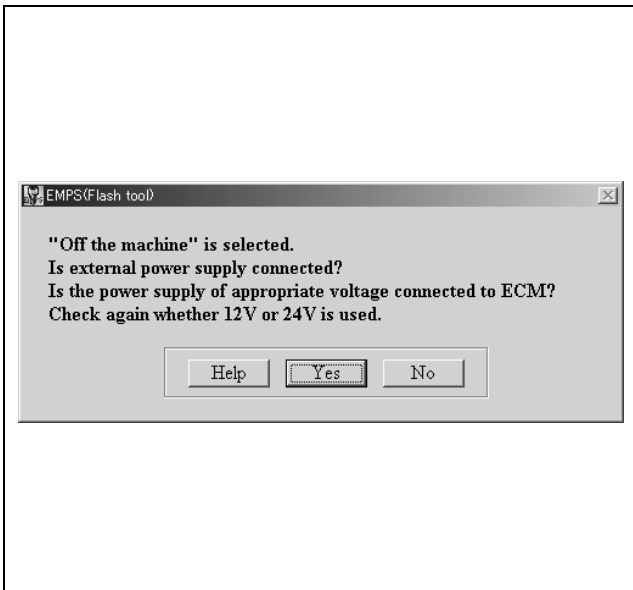 EMPS(Flash tool)
"Off the machine" is selected.
Is external power supply connected?
Is the power supply of appropriate voltage connected to ECM?
Check again whether 12V or 24V is used.
Help Yes No